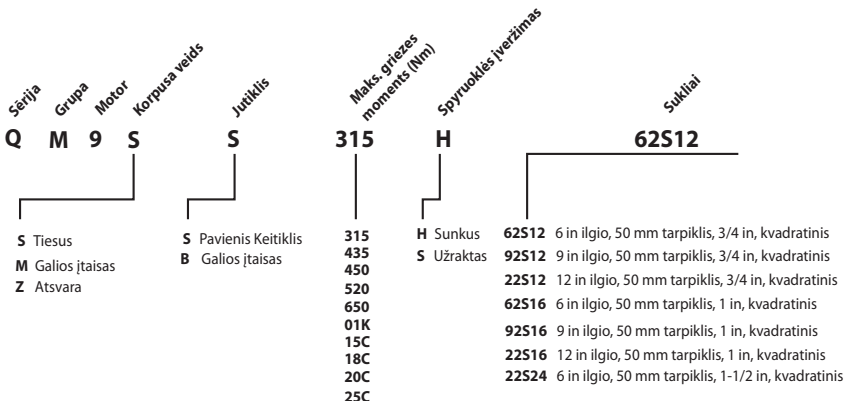 Sērija
Grupa
Motor
Korpusa veids
Jutiklis
Maks. griezes
moments (Nm)
Spyruoklės įveržimas
Sukliai
Q M 9 S S 315 H 62S12
S Tiesus
M Galios įtaisas
Z Atsvara
S Pavienis Keitiklis
B Galios įtaisas
315
435
450
520
650
01K
15C
18C
20C
25C
H Sunkus
S Užraktas
62S12 6 in ilgio, 50 mm tarpiklis, 3/4 in, kvadratinis
92S12 9 in ilgio, 50 mm tarpiklis, 3/4 in, kvadratinis
22S12 12 in ilgio, 50 mm tarpiklis, 3/4 in, kvadratinis
62S16 6 in ilgio, 50 mm tarpiklis, 1 in, kvadratinis
92S16 9 in ilgio, 50 mm tarpiklis, 1 in, kvadratinis
22S16 12 in ilgio, 50 mm tarpiklis, 1 in, kvadratinis
22S24 6 in ilgio, 50 mm tarpiklis, 1-1/2 in, kvadratinis